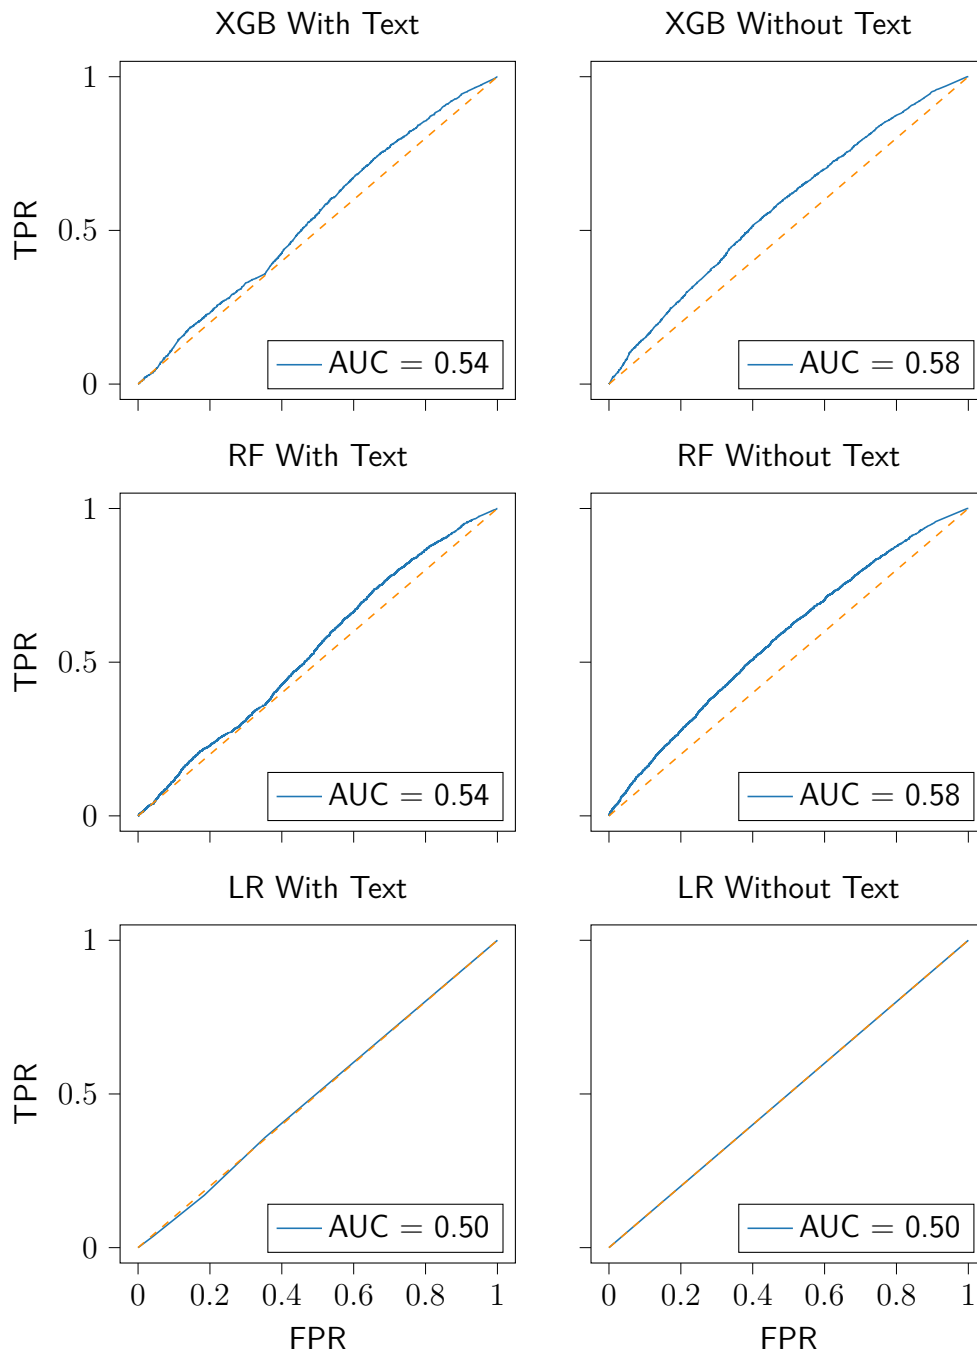 XGB With Text
XGB Without Text
TPR
1
0.5
0
AUC = 0.54
AUC = 0.58
RF With Text
RF Without Text
TPR
1
0.5
0
AUC = 0.54
AUC = 0.58
LR With Text
LR Without Text
TPR
1
0.5
0
AUC = 0.50
AUC = 0.50
0 0.2 0.4 0.6 0.8 1
0 0.2 0.4 0.6 0.8 1
FPR
FPR